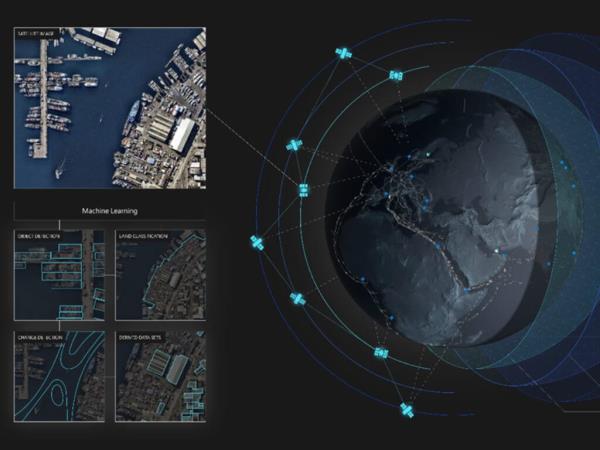 SATELLITE IMAGE
Machine Learning
OBJECT DETECTION
LAND CLASSIFICATION
CHANGE DETECTION
DERIVED DATA SETS